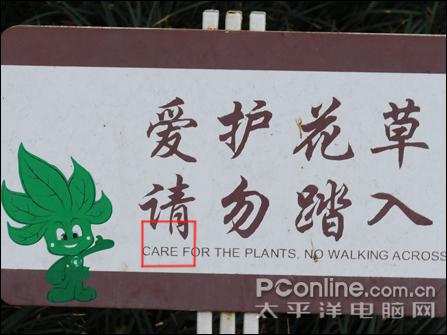 爱护花草
请勿踏入
CARE FOR THE PLANTS, NO WALKING ACROSS
PConline.com.cn
太平洋电脑网